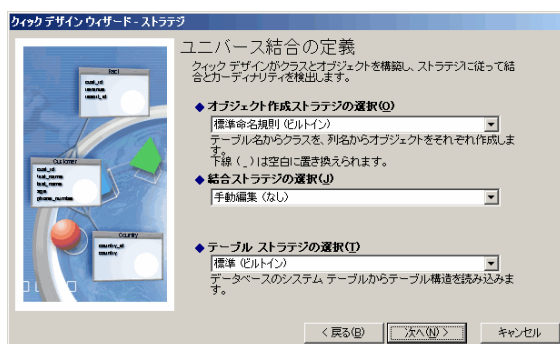 クィック デザイン ウィザード - ストラテジ
ユニバース結合の定義
クィック デザインがクラスとオブジェクトを構築し、ストラテジに従って結
合とカーディナリティを検出します。
オブジェクト作成ストラテジの選択(O)
標準命名規則 (ビルトイン)
テーブル名からクラスを、列名からオブジェクトをそれぞれ作成しま
す。
下線 ( _ ) は空白に置き換えられます。
結合ストラテジの選択(J)
手動編集 (なし)
テーブル ストラテジの選択(T)
標準 (ビルトイン)
データベースのシステム テーブルからテーブル構造を読み込みま
す。
Customer
cust_id
last_name
age
phone_number
Country
country_id
country
< 戻る(B)
次へ(N) >
キャンセル